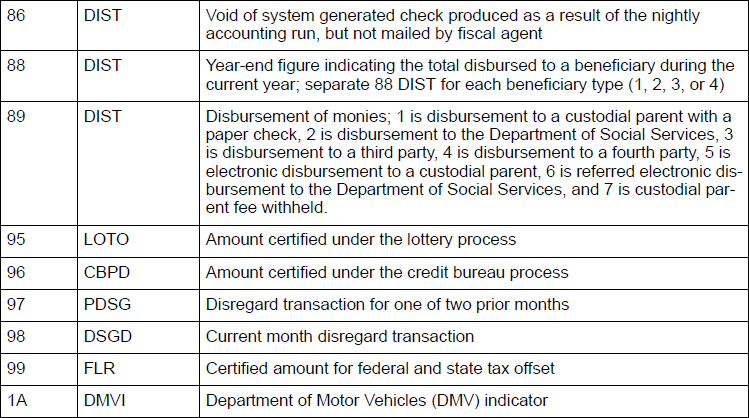 86 DIST Void of system generated check produced as a result of the nightly
accounting run, but not mailed by fiscal agent
88 DIST Year-end figure indicating the total disbursed to a beneficiary during the
current year; separate 88 DIST for each beneficiary type (1, 2, 3, or 4)
89 DIST Disbursement of monies; 1 is disbursement to a custodial parent with a
paper check, 2 is disbursement to the Department of Social Services, 3
is disbursement to a third party, 4 is disbursement to a fourth party, 5 is
electronic disbursement to a custodial parent, 6 is referred electronic dis-
bursement to the Department of Social Services, and 7 is custodial par-
ent fee withheld.
95 LOTO Amount certified under the lottery process
96 CBPD Amount certified under the credit bureau process
97 PDSG Disregard transaction for one of two prior months
98 DSGD Current month disregard transaction
99 FLR Certified amount for federal and state tax offset
1A DMVI Department of Motor Vehicles (DMV) indicator